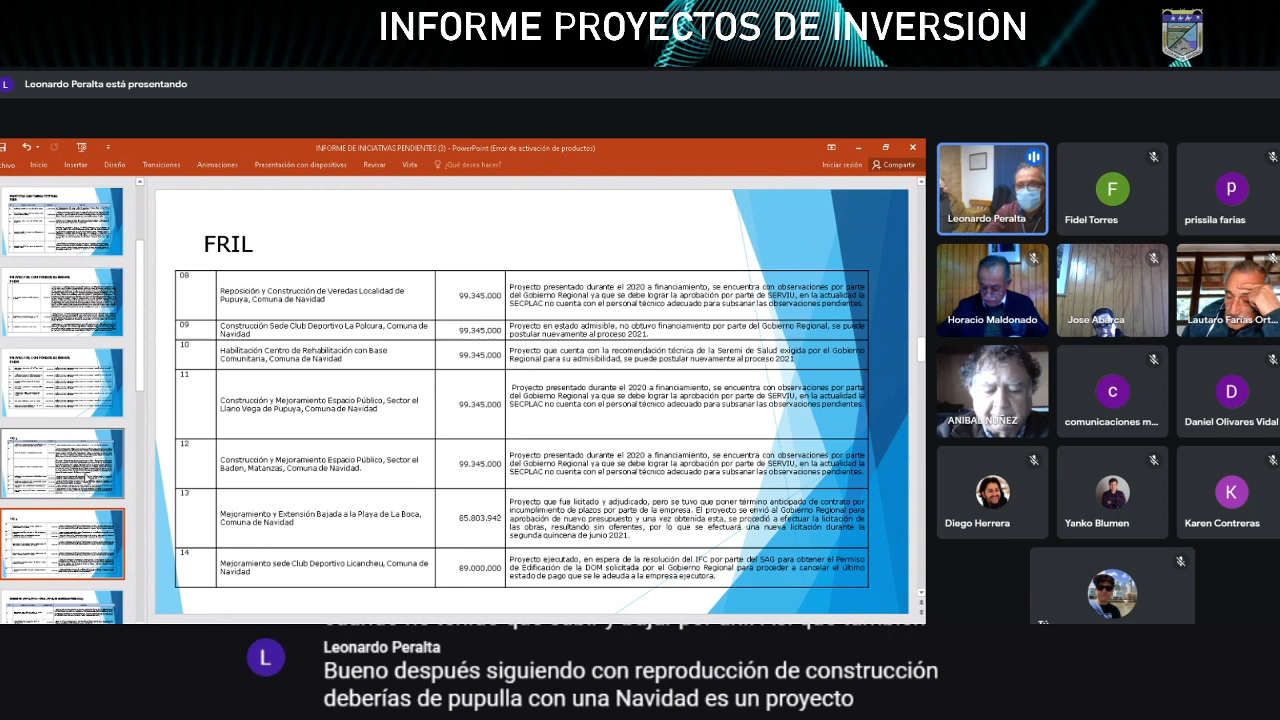 INFORME PROYECTOS DE INVERSIÓN
L Leonardo Peralta está presentando
INFORME DE INICIATIVAS PENDIENTES (3) - PowerPoint (Error de activación de productos)
chivo Inicio Insertar Diseño Transiciones Animaciones Presentación con diapositivas Revisar Vista ¿Qué desea hacer? Iniciar sesión Compartir
FRIL
08
Reposición y Construcción de Veredas Localidad de
Pupuya, Comuna de Navidad
99.345.000
Proyecto presentado durante el 2020 a financiamiento, se encuentra con observaciones por parte
del Gobierno Regional ya que se debe lograr la aprobación por parte de SERVIU, en la actualidad la
SECPLAC no cuenta con el personal técnico adecuado para subsanar las observaciones pendientes.
09
Construcción Sede Club Deportivo La Polcura, Comuna de
Navidad
99.345.000
Proyecto en estado admisible, no obtuvo financiamiento por parte del Gobierno Regional, se puede
postular nuevamente al proceso 2021.
10
Habilitación Centro de Rehabilitación con Base
Comunitaria, Comuna de Navidad
99.345.000
Proyecto que cuenta con la recomendación técnica de la Seremi de Salud exigida por el Gobierno
Regional para su admisibilidad, se puede postular nuevamente al proceso 2021
11
Construcción y Mejoramiento Espacio Público, Sector el
Llano Vega de Pupuya, Comuna de Navidad
99.345.000
Proyecto presentado durante el 2020 a financiamiento, se encuentra con observaciones por parte
del Gobierno Regional ya que se debe lograr la aprobación por parte de SERVIU, en la actualidad la
SECPLAC no cuenta con el personal técnico adecuado para subsanar las observaciones pendientes.
12
Construcción y Mejoramiento Espacio Público, Sector el
Baden, Matanzas, Comuna de Navidad.
99.345.000
Proyecto presentado durante el 2020 a financiamiento, se encuentra con observaciones por parte
del Gobierno Regional ya que se debe lograr la aprobación por parte de SERVIU, en la actualidad la
SECPLAC no cuenta con el personal técnico adecuado para subsanar las observaciones pendientes.
13
Mejoramiento y Extensión Bajada a la Playa de La Boca,
Comuna de Navidad
85.803.942
Proyecto que fue licitado y adjudicado, pero se tuvo que poner término anticipado de contrato por
incumplimiento de plazos por parte de la empresa. El proyecto se envió al Gobierno Regional para
aprobación de nuevo presupuesto y una vez obtenida esta, se procedió a efectuar la licitación de
las obras, resultando sin oferentes, por lo que se efectuará una nueva licitación durante la
segunda quincena de junio 2021.
14
Mejoramiento sede Club Deportivo Licancheu, Comuna de
Navidad
89.000.000
Proyecto ejecutado, en espera de la resolución del IFC por parte del SAG para obtener el Permiso
de Edificación de la DOM solicitada por el Gobierno Regional para proceder a cancelar el último
estado de pago que se le adeuda a la empresa ejecutora.
Leonardo Peralta
F
Fidel Torres
p
prissila farias
Horacio Maldonado
Jose Abarca
Lautaro Farias Ort...
ANIBAL NUÑEZ
c
comunicaciones m...
D
Daniel Olivares Vidal
Diego Herrera
Yanko Blumen
K
Karen Contreras
L
Leonardo Peralta
Bueno después siguiendo con reproducción de construcción
deberías de pupulla con una Navidad es un proyecto